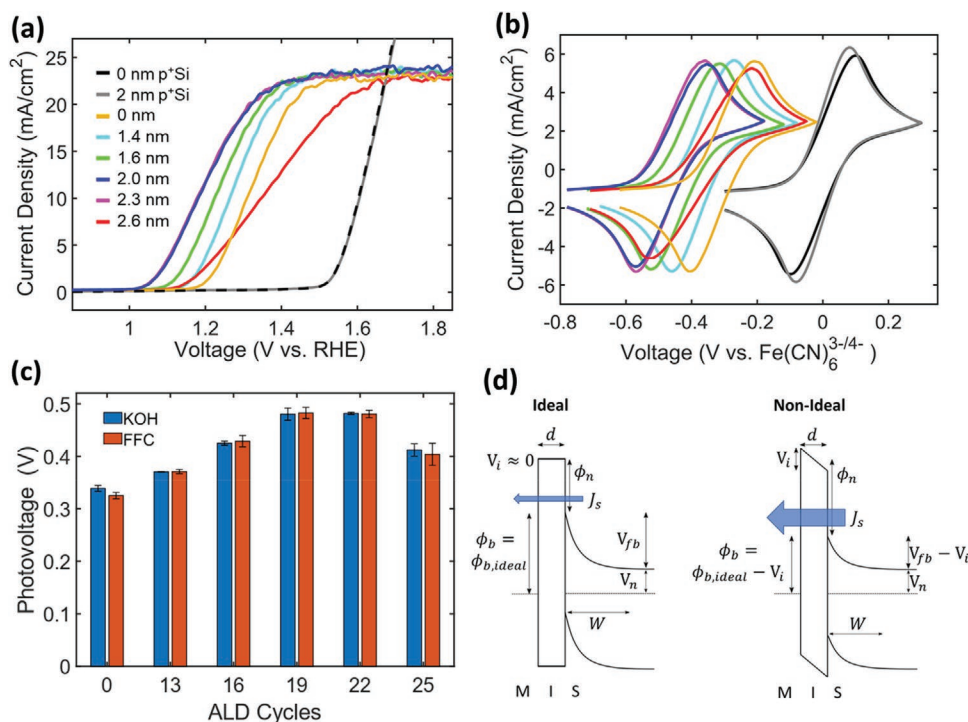 (a)
Current Density (mA/cm²)
25
20
15
10
5
0
0 nm p⁺Si
2 nm p⁺Si
0 nm
1.4 nm
1.6 nm
2.0 nm
2.3 nm
2.6 nm
1 1.2 1.4 1.6 1.8
Voltage (V vs. RHE)
(b)
Current Density (mA/cm²)
6
4
2
0
-2
-4
-6
-0.8 -0.6 -0.4 -0.2 0 0.2
Voltage (V vs. Fe(CN)₆³⁻/⁴⁻ )
(c)
Photovoltage (V)
0.5
0.4
0.3
0.2
0.1
0
KOH
FFC
0 13 16 19 22 25
ALD Cycles
(d)
Ideal
d
Vᵢ ≈ 0
ϕₙ
Jₛ
ϕ_b =
ϕ_b,ideal
V_fb
Vₙ
W
M I S
Non-Ideal
d
Vᵢ
ϕₙ
Jₛ
ϕ_b =
ϕ_b,ideal − Vᵢ
V_fb − Vᵢ
Vₙ
W
M I S